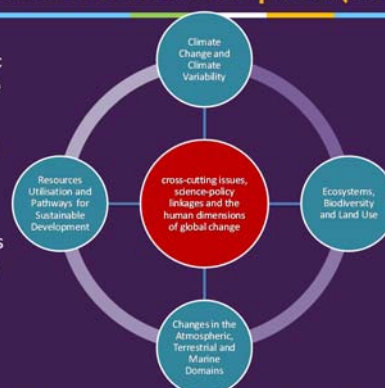 Climate
Change and
Climate
Variability
Resources
Utilisation and
Pathways for
Sustainable
Development
cross-cutting issues,
science-policy
linkages and the
human dimensions
of global change
Ecosystems,
Biodiversity
and Land Use
Changes in the
Atmospheric,
Terrestrial and
Marine
Domains